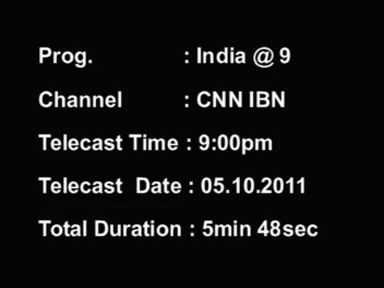 Prog. : India @ 9
Channel : CNN IBN
Telecast Time : 9:00pm
Telecast Date : 05.10.2011
Total Duration : 5min 48sec